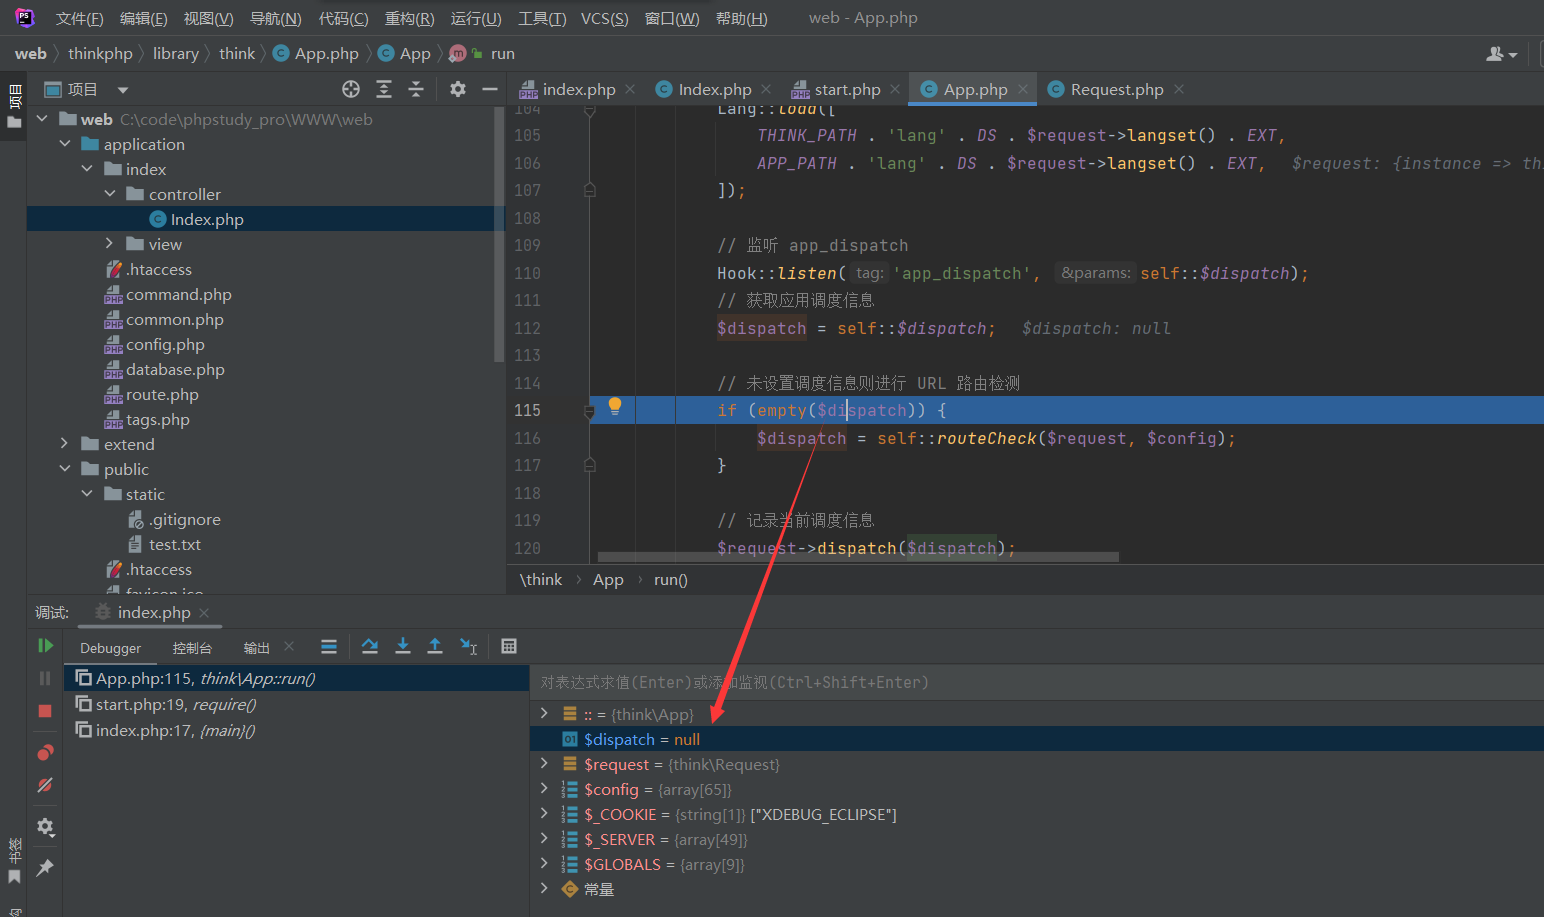 文件(F) 编辑(E) 视图(V) 导航(N) 代码(C) 重构(R) 运行(U) 工具(T) VCS(S) 窗口(W) 帮助(H) web - App.php
web thinkphp library think App.php App run
项目
项目
index.php Index.php start.php App.php Request.php
web C:\code\phpstudy_pro\WWW\web
application
index
controller
Index.php
view
.htaccess
command.php
common.php
config.php
database.php
route.php
tags.php
extend
public
static
.gitignore
test.txt
.htaccess
favicon.ico
104 Lang::load([
105 THINK_PATH . 'lang' . DS . $request->langset() . EXT,
106 APP_PATH . 'lang' . DS . $request->langset() . EXT, $request: {instance => thi
107 ]);
108
109 // 监听 app_dispatch
110 Hook::listen( tag: 'app_dispatch', &params: self::$dispatch);
111 // 获取应用调度信息
112 $dispatch = self::$dispatch; $dispatch: null
113
114 // 未设置调度信息则进行 URL 路由检测
115 if (empty($dispatch)) {
116 $dispatch = self::routeCheck($request, $config);
117 }
118
119 // 记录当前调度信息
120 $request->dispatch($dispatch);
\think App run()
调试: index.php
Debugger 控制台 输出
App.php:115, think\App::run()
start.php:19, require()
index.php:17, {main}()
对表达式求值(Enter)或添加监视(Ctrl+Shift+Enter)
:: = {think\App}
$dispatch = null
$request = {think\Request}
$config = {array[65]}
$_COOKIE = {string[1]} ["XDEBUG_ECLIPSE"]
$_SERVER = {array[49]}
$GLOBALS = {array[9]}
常量
书签